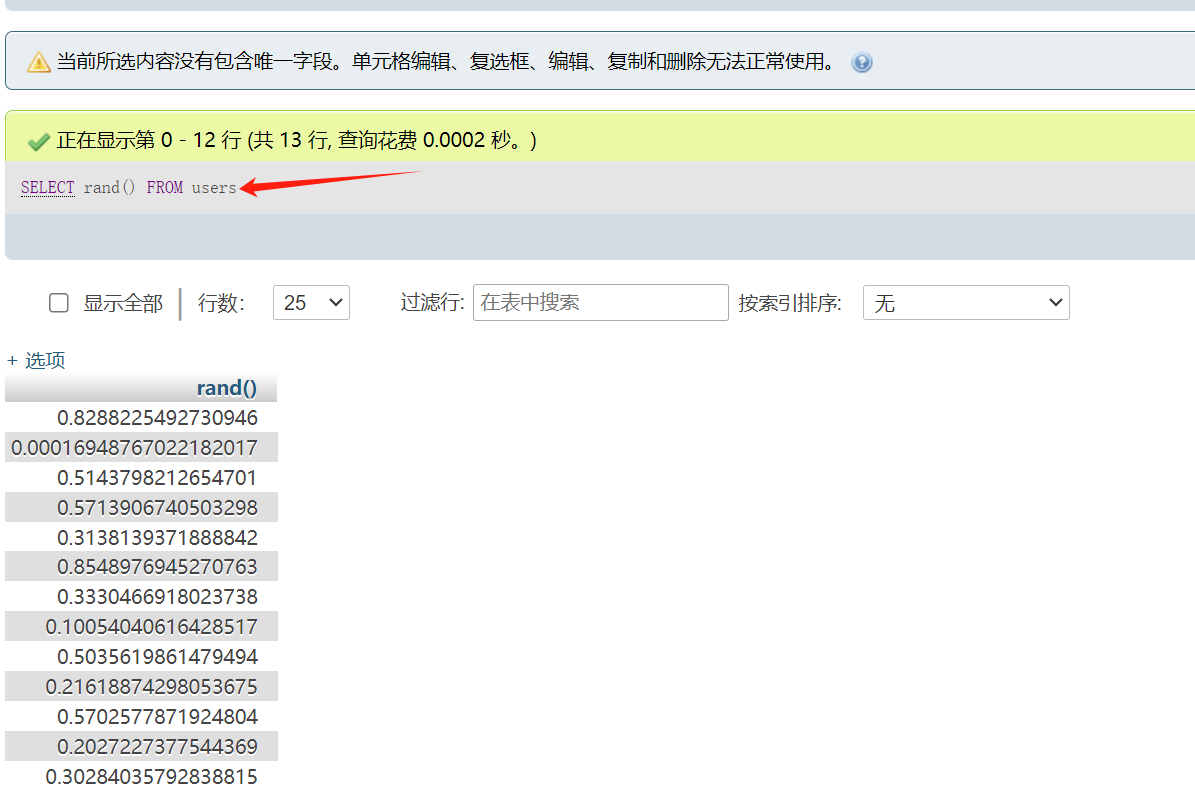 当前所选内容没有包含唯一字段。单元格编辑、复选框、编辑、复制和删除无法正常使用。
正在显示第 0 - 12 行 (共 13 行, 查询花费 0.0002 秒。)
SELECT rand() FROM users
显示全部 行数: 25 过滤行: 在表中搜索 按索引排序: 无
+ 选项
rand()
0.8288225492730946
0.00016948767022182017
0.5143798212654701
0.5713906740503298
0.3138139371888842
0.8548976945270763
0.3330466918023738
0.10054040616428517
0.5035619861479494
0.21618874298053675
0.5702577871924804
0.2027227377544369
0.30284035792838815